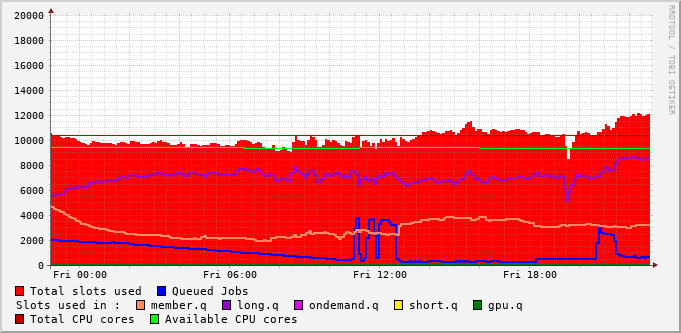 20000
18000
16000
14000
12000
10000
8000
6000
4000
2000
0
Fri 00:00 Fri 06:00 Fri 12:00 Fri 18:00
Total slots used Queued Jobs
Slots used in : member.q long.q ondemand.q short.q gpu.q
Total CPU cores Available CPU cores
RRDTOOL / TOBI OETIKER